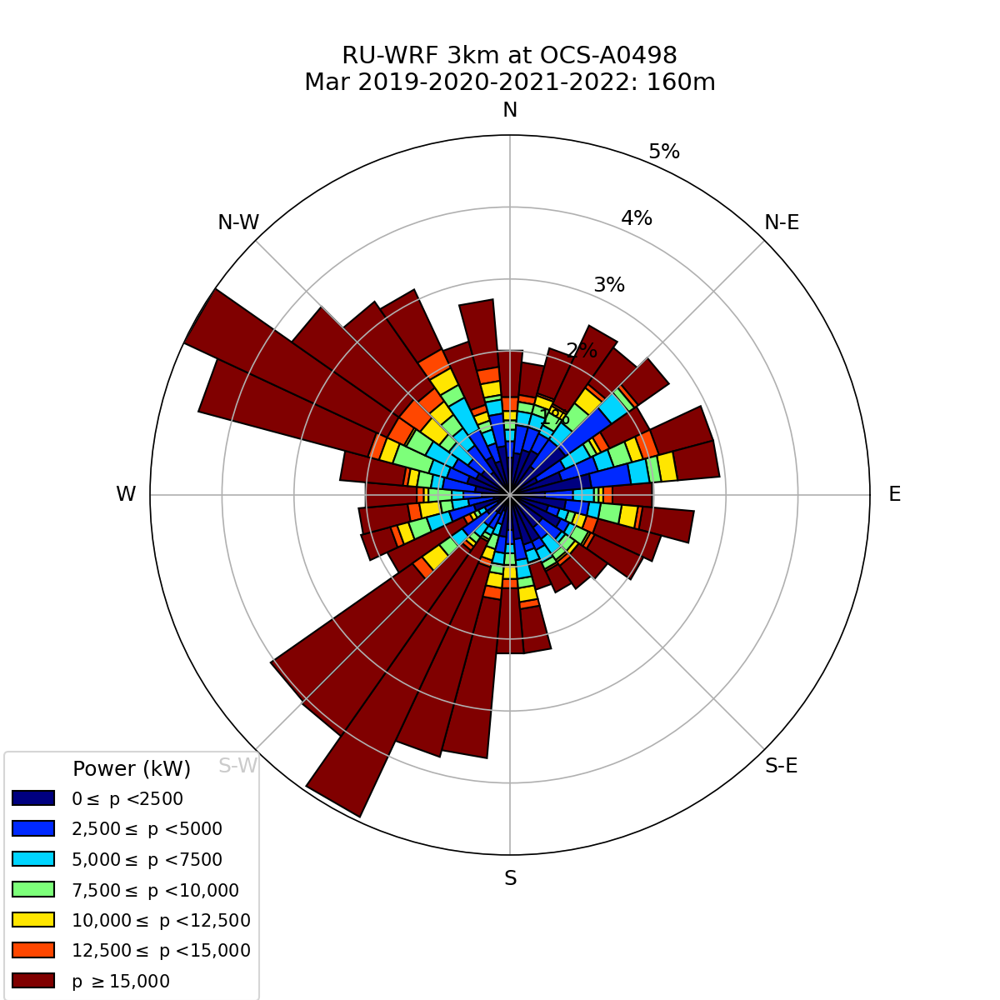 RU-WRF 3km at OCS-A0498
Mar 2019-2020-2021-2022: 160m
N
5%
N-W
4%
N-E
3%
2%
1%
W
E
S-W
S-E
S
Power (kW)
0≤ p <2500
2,500≤ p <5000
5,000≤ p <7500
7,500≤ p <10,000
10,000≤ p <12,500
12,500≤ p <15,000
p ≥15,000